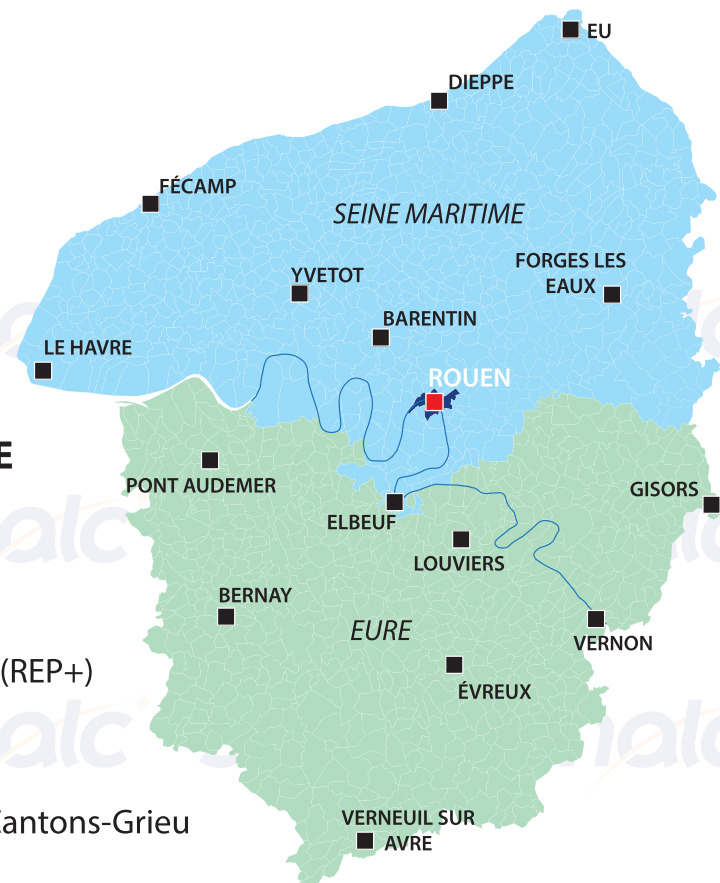 EU
DIEPPE
FÉCAMP
SEINE MARITIME
FORGES LES
EAUX
YVETOT
BARENTIN
LE HAVRE
ROUEN
E
PONT AUDEMER
GISORS
ELBEUF
LOUVIERS
BERNAY
EURE
VERNON
(REP+)
ÉVREUX
Cantons-Grieu
VERNEUIL SUR
AVRE